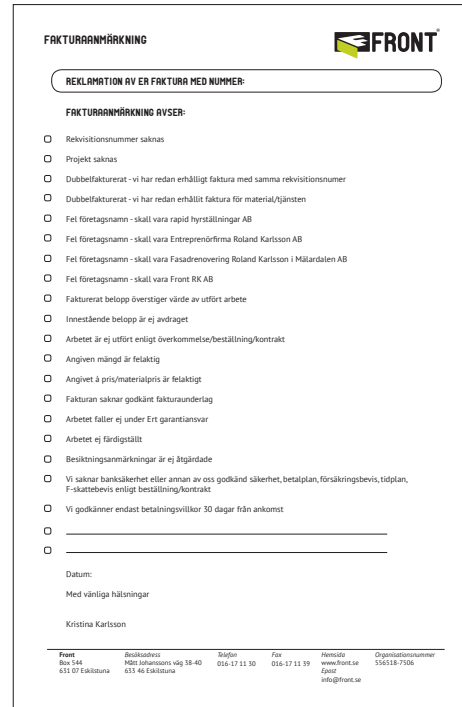 FAKTURAANMÄRKNING
FRONT
REKLAMATION AV ER FAKTURA MED NUMMER:
FAKTURAANMÄRKNING AVSER:
Rekvisitionsnummer saknas
Projekt saknas
Dubbelfakturerat - vi har redan erhålligt faktura med samma rekvisitionsnumer
Dubbelfakturerat - vi har redan erhållit faktura för material/tjänsten
Fel företagsnamn - skall vara rapid hyrställningar AB
Fel företagsnamn - skall vara Entreprenörfirma Roland Karlsson AB
Fel företagsnamn - skall vara Fasadrenovering Roland Karlsson i Mälardalen AB
Fel företagsnamn - skall vara Front RK AB
Fakturerat belopp överstiger värde av utfört arbete
Innestående belopp är ej avdraget
Arbetet är ej utfört enligt överkommelse/beställning/kontrakt
Angiven mängd är felaktig
Angivet á pris/materialpris är felaktigt
Fakturan saknar godkänt fakturaunderlag
Arbetet faller ej under Ert garantiansvar
Arbetet ej färdigställt
Besiktningsanmärkningar är ej åtgärdade
Vi saknar banksäkerhet eller annan av oss godkänd säkerhet, betalplan, försäkringsbevis, tidplan,
F-skattebevis enligt beställning/kontrakt
Vi godkänner endast betalningsvillkor 30 dagar från ankomst
Datum:
Med vänliga hälsningar
Kristina Karlsson
Front Besöksadress Telefon Fax Hemsida Organisationsnummer
Box 544 Mått Johanssons väg 38-40 016-17 11 30 016-17 11 39 www.front.se 556518-7506
631 07 Eskilstuna 633 46 Eskilstuna Epost
info@front.se